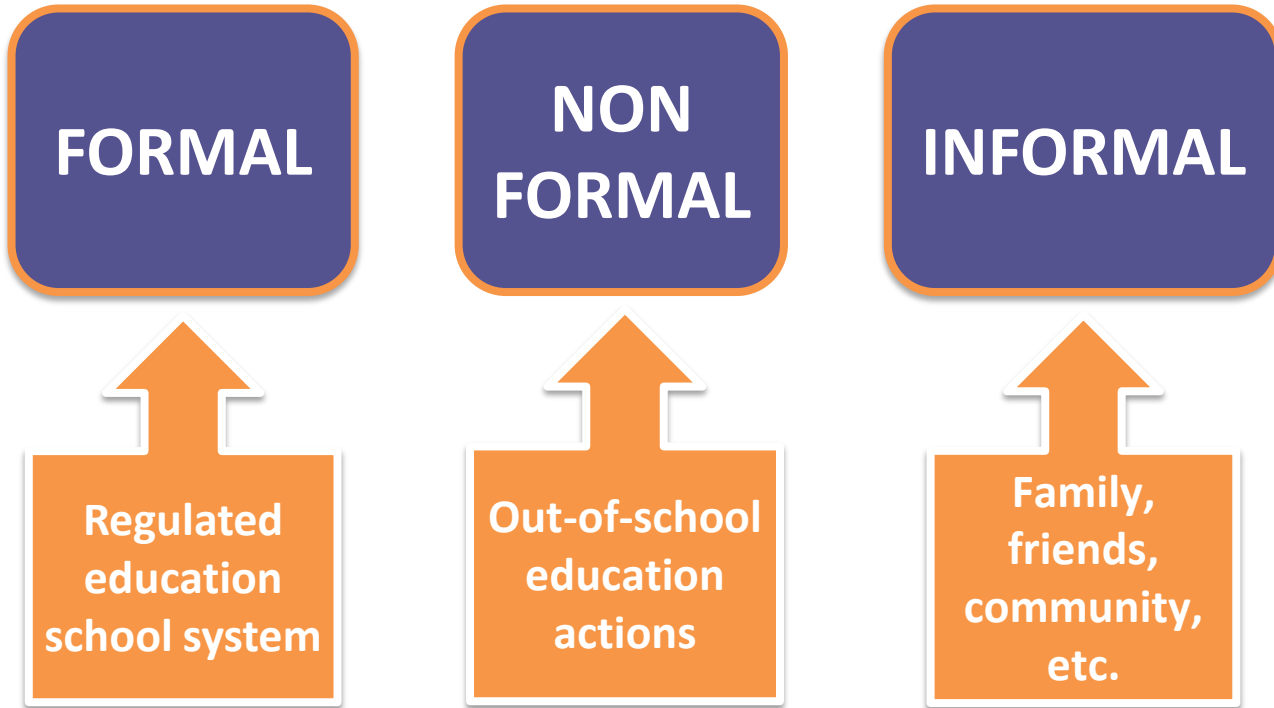 FORMAL
NON
FORMAL
INFORMAL
Regulated
education
school system
Out-of-school
education
actions
Family,
friends,
community,
etc.